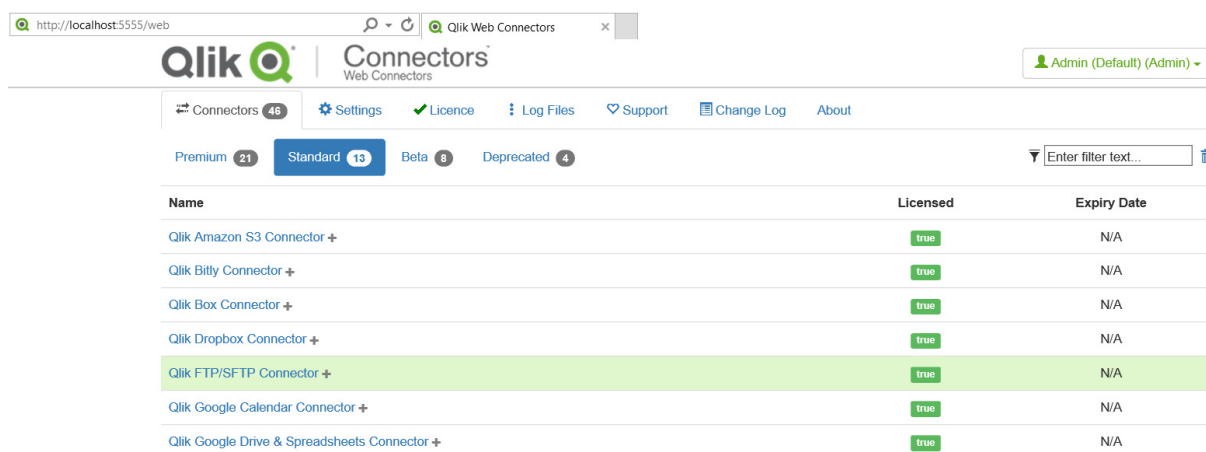 http://localhost:5555/web Qlik Web Connectors
Qlik Connectors
Web Connectors
Admin (Default) (Admin)
Connectors 46 Settings Licence Log Files Support Change Log About
Premium 21 Standard 13 Beta 8 Deprecated 4 Enter filter text...
Name Licensed Expiry Date
Qlik Amazon S3 Connector + true N/A
Qlik Bitly Connector + true N/A
Qlik Box Connector + true N/A
Qlik Dropbox Connector + true N/A
Qlik FTP/SFTP Connector + true N/A
Qlik Google Calendar Connector + true N/A
Qlik Google Drive & Spreadsheets Connector + true N/A